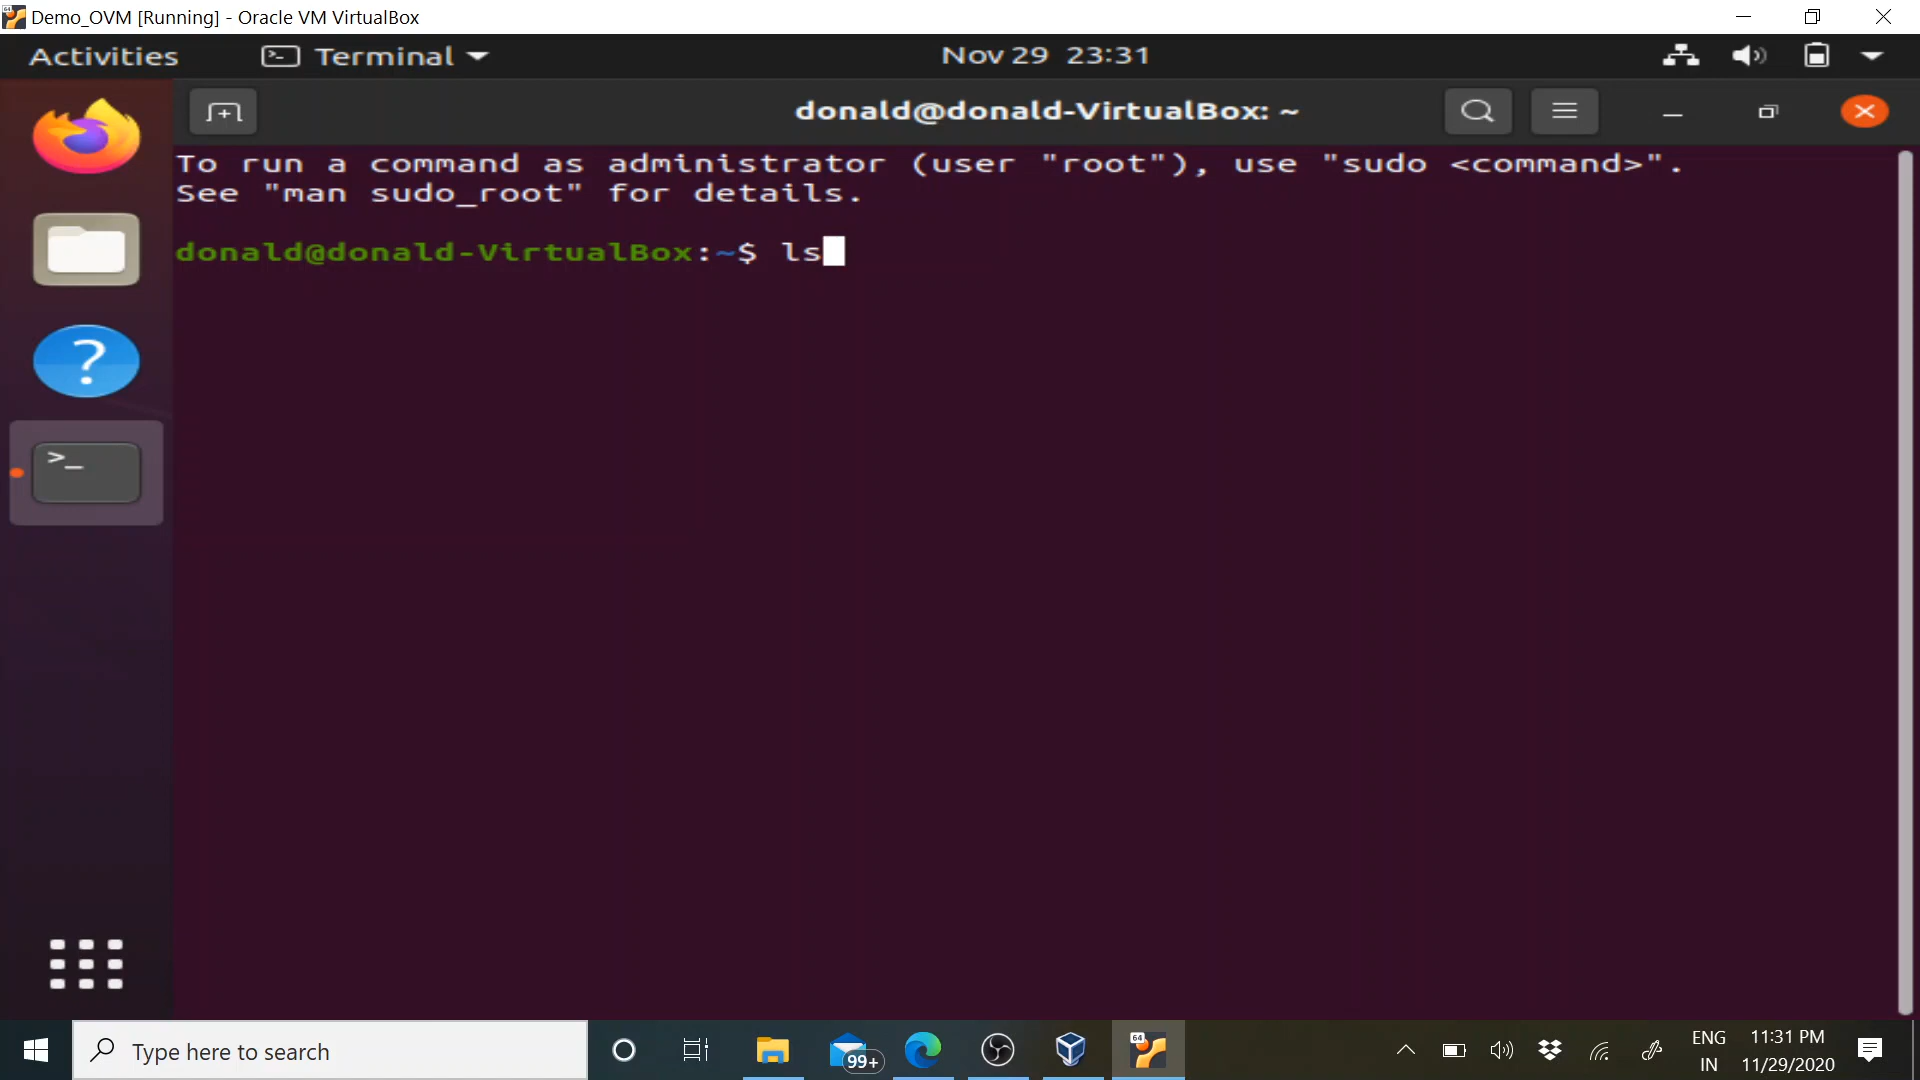 Demo_OVM [Running] - Oracle VM VirtualBox
Activities
Terminal
Nov 29 23:31
donald@donald-VirtualBox: ~
To run a command as administrator (user "root"), use "sudo <command>".
See "man sudo_root" for details.
donald@donald-VirtualBox:~$ ls
>_
Type here to search
99+
64
ENG
IN
11:31 PM
11/29/2020